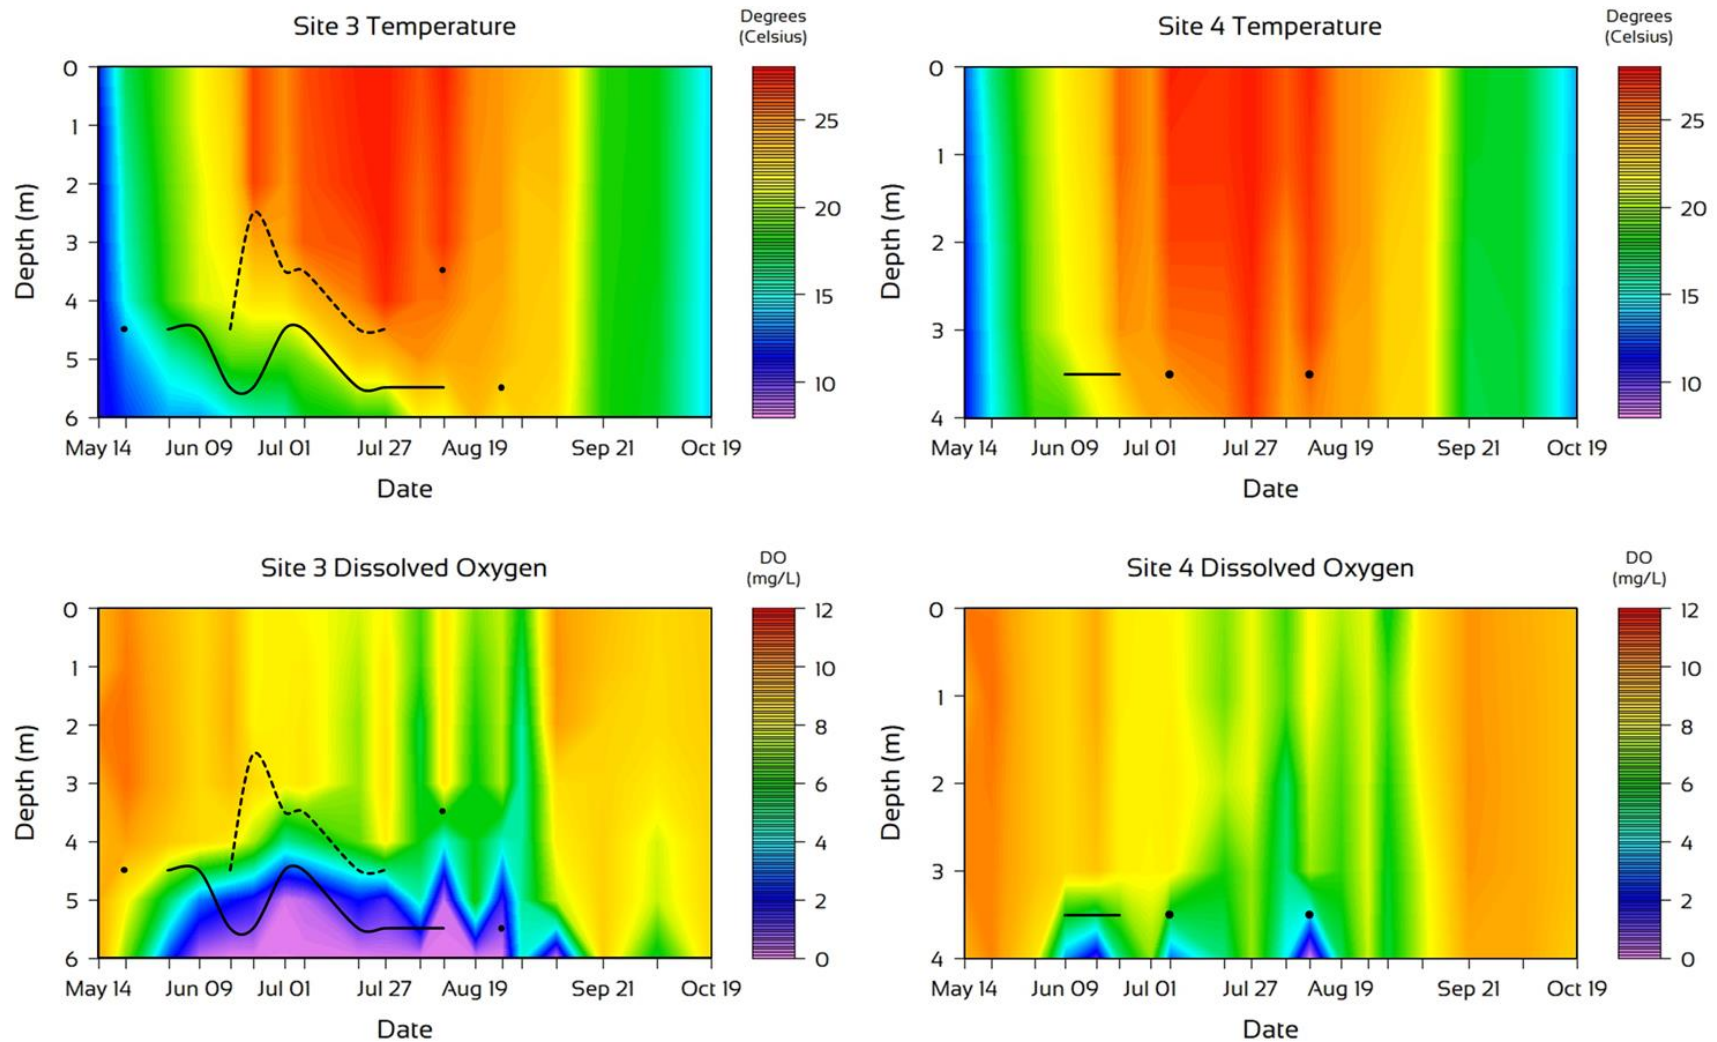 Site 3 Temperature
Degrees
(Celsius)
0
1
2
3
4
5
6
Depth (m)
25
20
15
10
May 14 Jun 09 Jul 01 Jul 27 Aug 19 Sep 21 Oct 19
Date
Site 4 Temperature
Degrees
(Celsius)
0
1
2
3
4
Depth (m)
25
20
15
10
May 14 Jun 09 Jul 01 Jul 27 Aug 19 Sep 21 Oct 19
Date
Site 3 Dissolved Oxygen
DO
(mg/L)
0
1
2
3
4
5
6
Depth (m)
12
10
8
6
4
2
0
May 14 Jun 09 Jul 01 Jul 27 Aug 19 Sep 21 Oct 19
Date
Site 4 Dissolved Oxygen
DO
(mg/L)
0
1
2
3
4
Depth (m)
12
10
8
6
4
2
0
May 14 Jun 09 Jul 01 Jul 27 Aug 19 Sep 21 Oct 19
Date